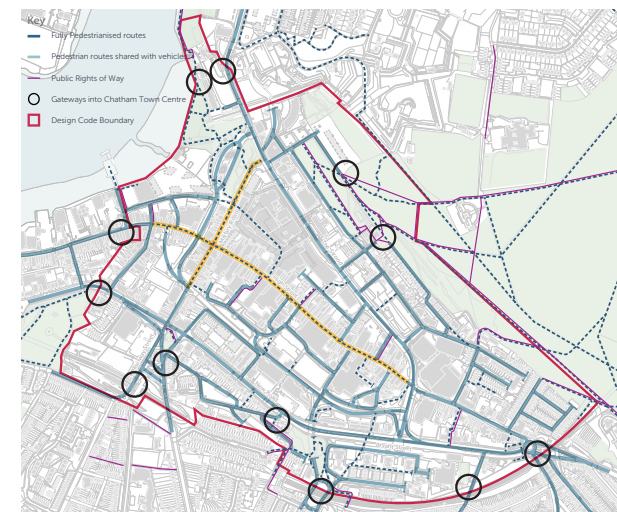 Key
Fully Pedestrianised routes
Pedestrian routes shared with vehicles
Public Rights of Way
Gateways into Chatham Town Centre
Design Code Boundary